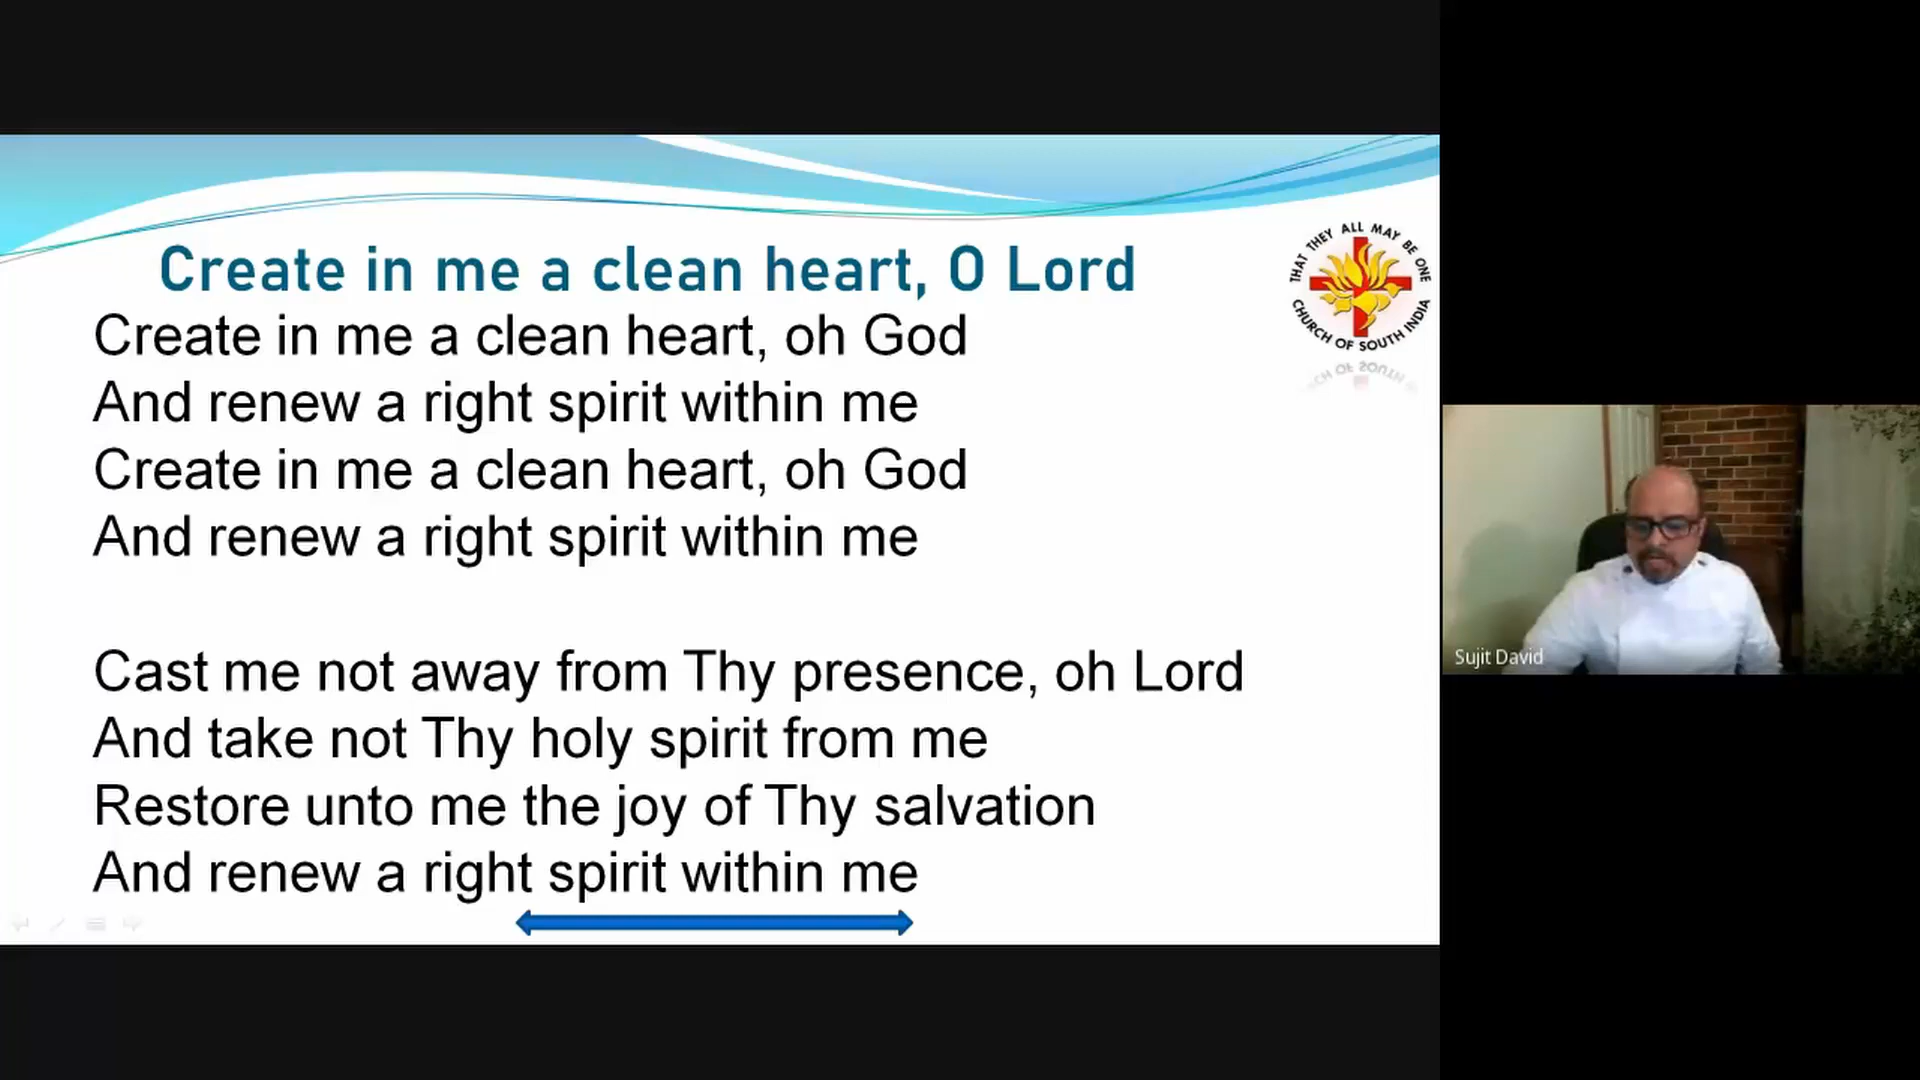 Create in me a clean heart, O Lord
THAT THEY ALL MAY BE ONE
CHURCH OF SOUTH INDIA
Create in me a clean heart, oh God
And renew a right spirit within me
Create in me a clean heart, oh God
And renew a right spirit within me
Cast me not away from Thy presence, oh Lord
And take not Thy holy spirit from me
Restore unto me the joy of Thy salvation
And renew a right spirit within me
Sujit David